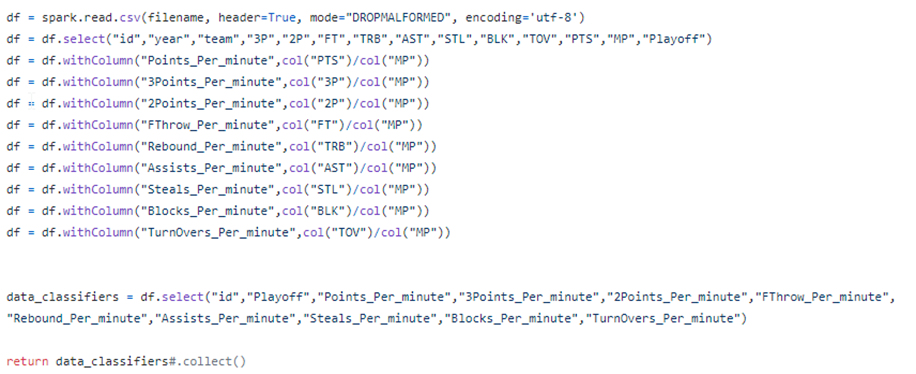 df = spark.read.csv(filename, header=True, mode="DROPMALFORMED", encoding='utf-8')
df = df.select("id","year","team","3P","2P","FT","TRB","AST","STL","BLK","TOV","PTS","MP","Playoff")
df = df.withColumn("Points_Per_minute",col("PTS")/col("MP"))
df = df.withColumn("3Points_Per_minute",col("3P")/col("MP"))
df = df.withColumn("2Points_Per_minute",col("2P")/col("MP"))
df = df.withColumn("FThrow_Per_minute",col("FT")/col("MP"))
df = df.withColumn("Rebound_Per_minute",col("TRB")/col("MP"))
df = df.withColumn("Assists_Per_minute",col("AST")/col("MP"))
df = df.withColumn("Steals_Per_minute",col("STL")/col("MP"))
df = df.withColumn("Blocks_Per_minute",col("BLK")/col("MP"))
df = df.withColumn("TurnOvers_Per_minute",col("TOV")/col("MP"))
data_classifiers = df.select("id","Playoff","Points_Per_minute","3Points_Per_minute","2Points_Per_minute","FThrow_Per_minute",
"Rebound_Per_minute","Assists_Per_minute","Steals_Per_minute","Blocks_Per_minute","TurnOvers_Per_minute")
return data_classifiers#.collect()